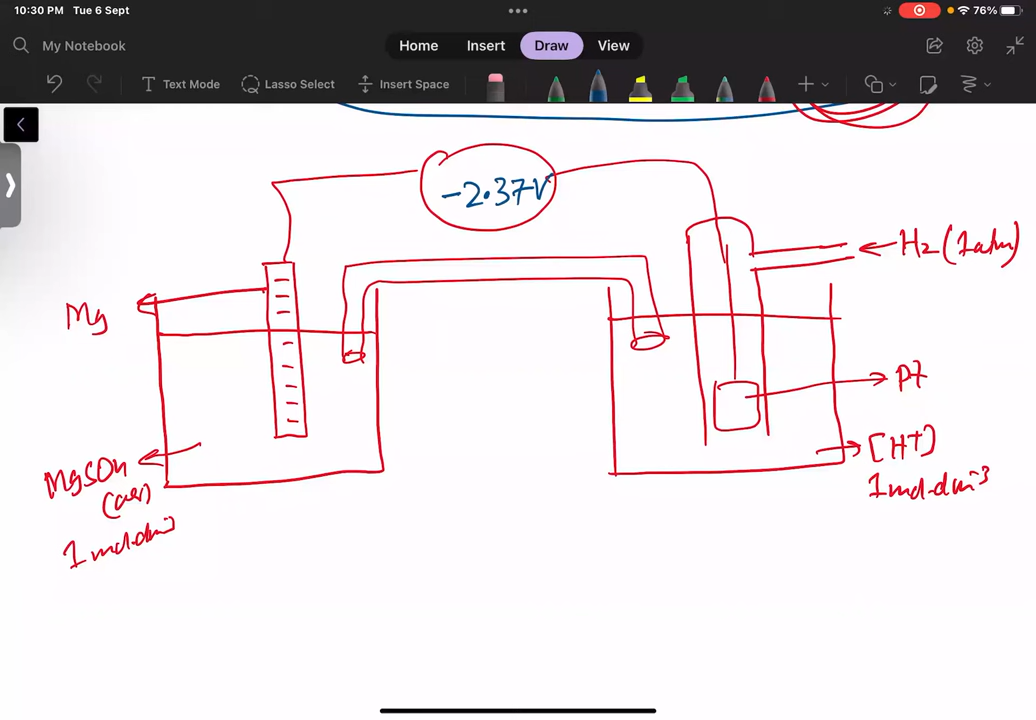 10:30 PM Tue 6 Sept
76%
My Notebook
Home Insert Draw View
Text Mode Lasso Select Insert Space
-2.37V
H2 (1atm)
Mg
Pt
[H+]
1mol.dm-3
MgSO4
(aq)
1mol.dm-3